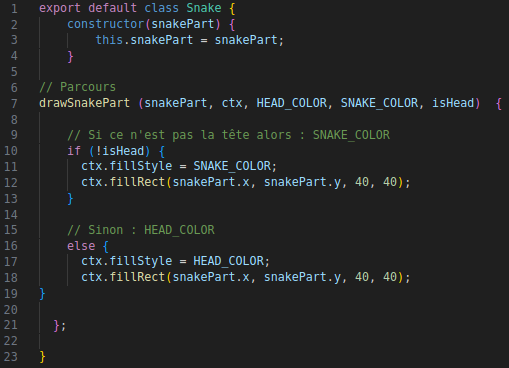 1 export default class Snake {
2     constructor(snakePart) {
3         this.snakePart = snakePart;
4     }
5
6 // Parcours
7 drawSnakePart (snakePart, ctx, HEAD_COLOR, SNAKE_COLOR, isHead)  {
8
9     // Si ce n'est pas la tête alors : SNAKE_COLOR
10     if (!isHead) {
11       ctx.fillStyle = SNAKE_COLOR;
12       ctx.fillRect(snakePart.x, snakePart.y, 40, 40);
13     }
14
15     // Sinon : HEAD_COLOR
16     else {
17       ctx.fillStyle = HEAD_COLOR;
18       ctx.fillRect(snakePart.x, snakePart.y, 40, 40);
19 }
20
21   };
22
23 }